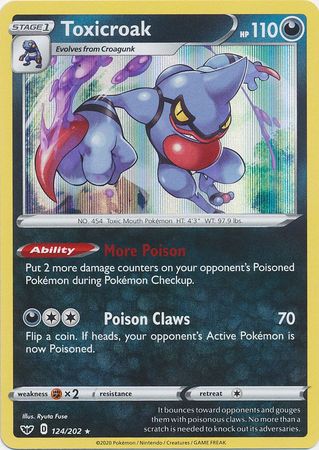 STAGE1
Toxicroak
HP 110
Evolves from Croagunk
NO. 454 Toxic Mouth Pokémon HT: 4'3" WT: 97.9 lbs.
Ability More Poison
Put 2 more damage counters on your opponent's Poisoned
Pokémon during Pokémon Checkup.
Poison Claws 70
Flip a coin. If heads, your opponent's Active Pokémon is
now Poisoned.
weakness ×2 resistance retreat
Illus. Ryuta Fuse
It bounces toward opponents and gouges
them with poisonous claws. No more than
a scratch is needed to knock out its adversaries.
D 124/202 ★
©2020 Pokémon / Nintendo / Creatures / GAME FREAK